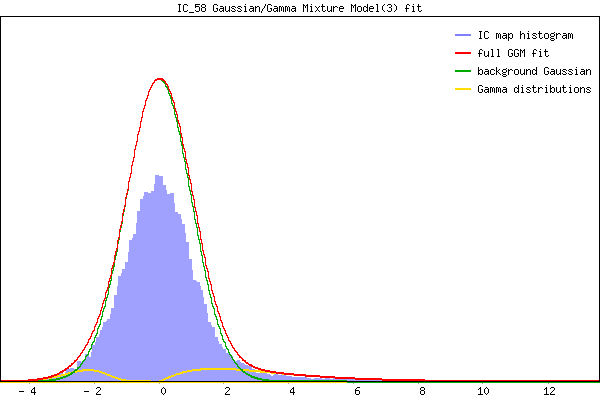 IC_58 Gaussian/Gamma Mixture Model(3) fit
IC map histogram
full GGM fit
background Gaussian
Gamma distributions
-4 -2 0 2 4 6 8 10 12